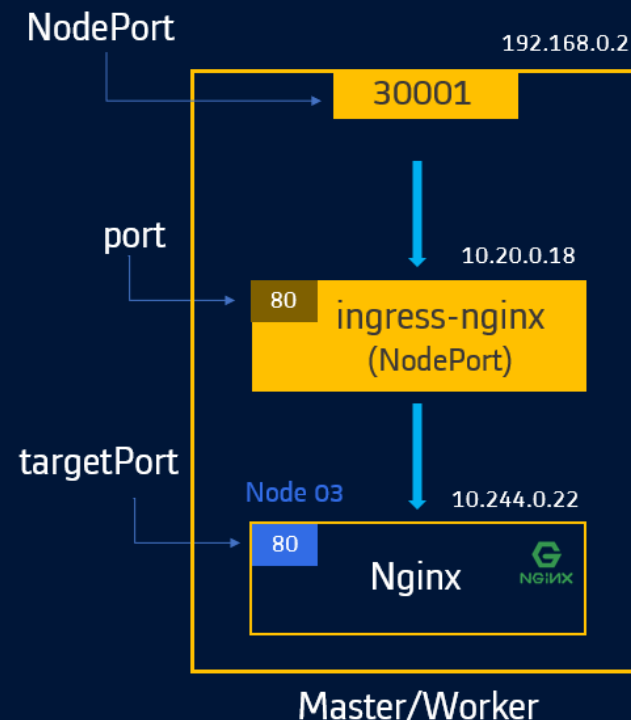 NodePort
192.168.0.2
30001
port
10.20.0.18
80
ingress-nginx
(NodePort)
targetPort
Node 03
10.244.0.22
80
Nginx
NGINX
Master/Worker